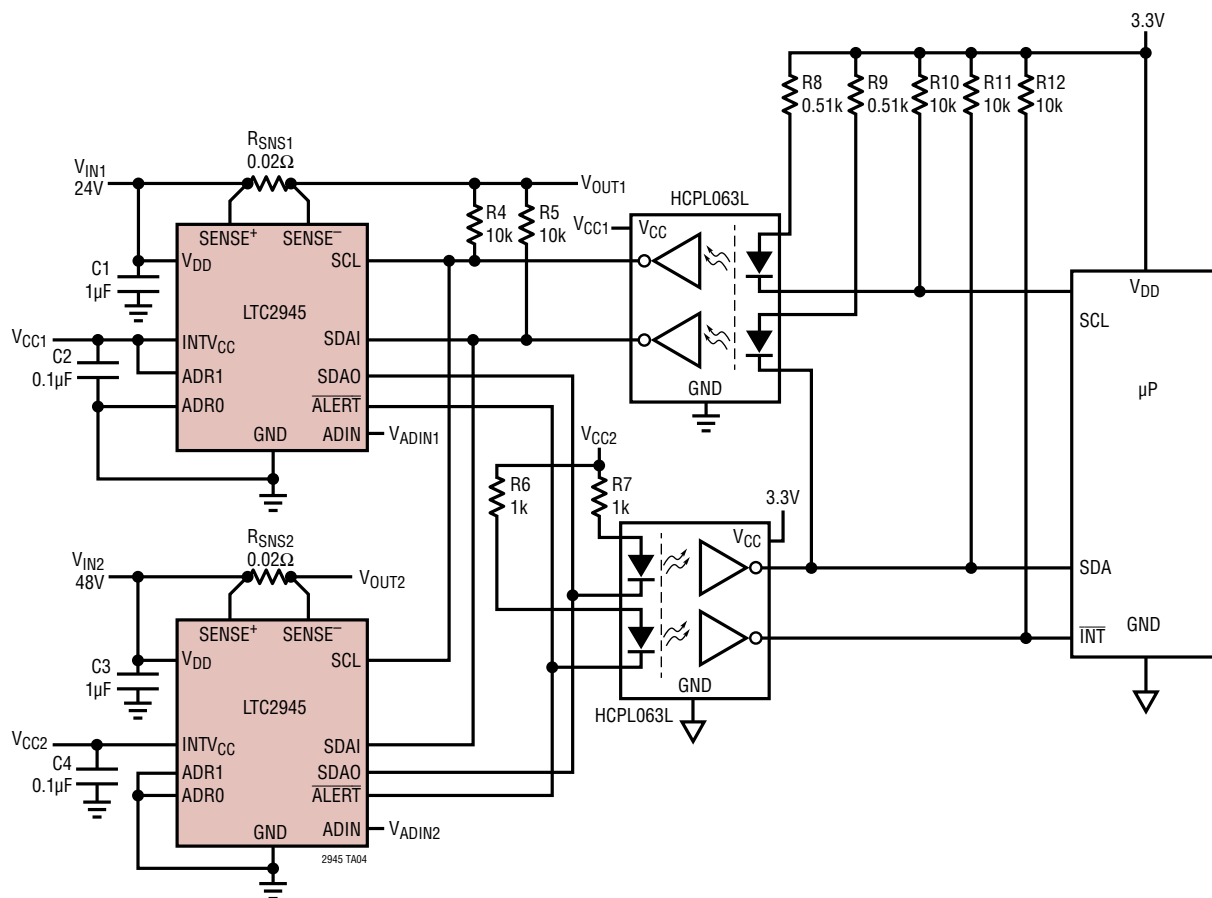 3.3V
R8
0.51k
R9
0.51k
R10
10k
R11
10k
R12
10k
RSNS1
0.02Ω
VIN1
24V
VOUT1
R4
10k
R5
10k
HCPL063L
VCC1
VCC
GND
SENSE+
SENSE–
VDD
SCL
C1
1µF
LTC2945
VCC1
INTVCC
SDAI
C2
0.1µF
ADR1
SDAO
ADR0
ALERT
GND
ADIN
VADIN1
VDD
SCL
µP
SDA
GND
INT
VCC2
R6
1k
R7
1k
3.3V
VCC
GND
HCPL063L
RSNS2
0.02Ω
VIN2
48V
VOUT2
SENSE+
SENSE–
VDD
SCL
C3
1µF
LTC2945
VCC2
INTVCC
SDAI
C4
0.1µF
ADR1
SDAO
ADR0
ALERT
GND
ADIN
VADIN2
2945 TA04